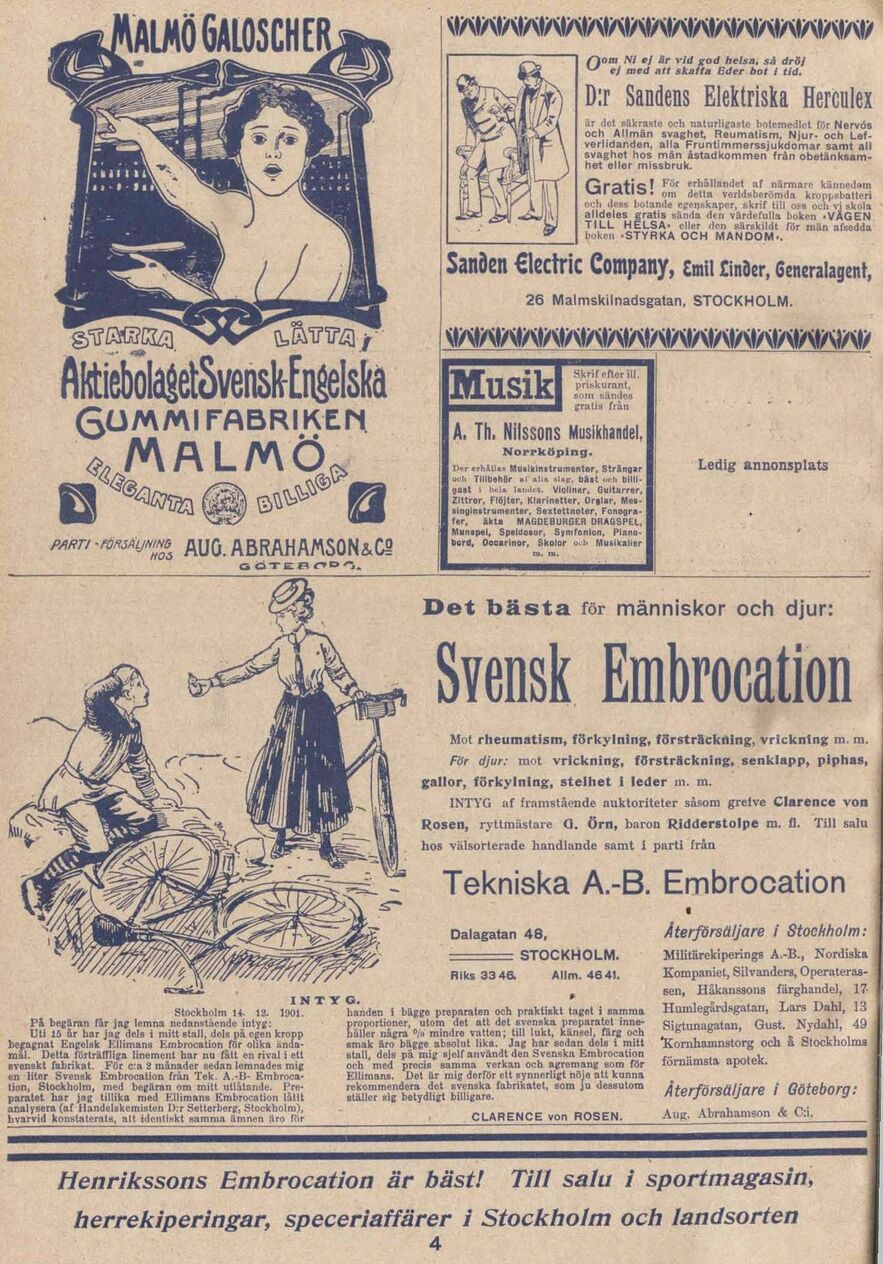 MALMÖ GALOSCHER
STARKA LÄTTA
AktiebolagetSvensk-Engelska
GUMMIFABRIKEN
MALMÖ
ELEGANTA BILLIGA
PARTI-FÖRSÄLJNING
HOS AUG. ABRAHAMSON & Co
Om Ni ej är vid god helsa, så dröj
ej med att skaffa Eder bot i tid.
D:r Sandens Elektriska Herculex
är det säkraste och naturligaste botemedlet för Nervös
och Allmän svaghet, Reumatism, Njur- och Lef-
verlidanden, alla Fruntimmerssjukdomar samt all
svaghet hos män åstadkommen från obetänksam-
het eller missbruk.
Gratis! För erhållandet af närmare kännedom
om detta verldsberömda kroppsbatteri
och dess botande egenskaper, skrif till oss och vi skola
alldeles gratis sända den värdefulla boken »VÄGEN
TILL HELSA» eller den särskildt för män afsedda
boken »STYRKA OCH MANDOM».
Sanden Electric Company, Emil Linder, Generalagent,
26 Malmskilnadsgatan, STOCKHOLM.
Musik
Skrif efter ill.
priskurant,
som sändes
gratis från
A. Th. Nilssons Musikhandel,
Norrköping.
Der erhållas Musikinstrumenter, Strängar
och Tillbehör af alla slag, bäst och billi-
gast i hela landet. Violiner, Guitarrer,
Zittror, Flöjter, Klarinetter, Orglar, Mes-
singinstrumenter, Sextettnoter, Fonogra-
fer, äkta MAGDEBURGER DRAGSPEL,
Munspel, Speldosor, Symfonion, Piano-
bord, Ocoarinor, Skolor och Musikalier
m. m.
Ledig annonsplats
Det bästa för människor och djur:
Svensk Embrocation
Mot rheumatism, förkylning, försträckning, vrickning m. m.
För djur: mot vrickning, försträckning, senklapp, piphas,
gallor, förkylning, stelhet i leder m. m.
INTYG af framstående auktoriteter såsom grefve Clarence von
Rosen, ryttmästare G. Örn, baron Ridderstolpe m. fl. Till salu
hos välsorterade handlande samt i parti från
Tekniska A.-B. Embrocation
Dalagatan 48,
STOCKHOLM.
Riks 33 46. Allm. 46 41.
Återförsäljare i Stockholm:
Militärekiperings A.-B., Nordiska
Kompaniet, Silvanders, Operateras-
sen, Håkanssons färghandel, 17
Humlegårdsgatan, Lars Dahl, 13
Sigtunagatan, Gust. Nydahl, 49
Kornhamnstorg och å Stockholms
förnämsta apotek.
Återförsäljare i Göteborg:
Aug. Abrahamson & C:i.
INTYG.
Stockholm 14. 12. 1901.
På begäran får jag lemna nedanstående intyg:
Uti 15 år har jag dels i mitt stall, dels på egen kropp
begagnat Engelsk Ellimans Embrocation för olika ända-
mål. Detta förträffliga linement har nu fått en rival i ett
svenskt fabrikat. För c:a 2 månader sedan lemnades mig
en liter Svensk Embrocation från Tek. A.-B- Embroca-
tion, Stockholm, med begäran om mitt utlåtande. Pre-
paratet har jag tillika med Ellimans Embrocation låtit
analysera (af Handelskemisten D:r Setterberg, Stockholm),
hvarvid konstaterats, att identiskt samma ämnen äro för
handen i bägge preparaten och praktiskt taget i samma
proportioner, utom det att det svenska preparatet inne-
håller några % mindre vatten; till lukt, känsel, färg och
smak äro bägge absolut lika. Jag har sedan dels i mitt
stall, dels på mig sjelf användt den Svenska Embrocation
och med precis samma verkan och agremang som för
Ellimans. Det är mig derför ett synnerligt nöje att kunna
rekommendera det svenska fabrikatet, som ju dessutom
ställer sig betydligt billigare.
CLARENCE von ROSEN.
Henrikssons Embrocation är bäst! Till salu i sportmagasin,
herrekiperingar, speceriaffärer i Stockholm och landsorten
4